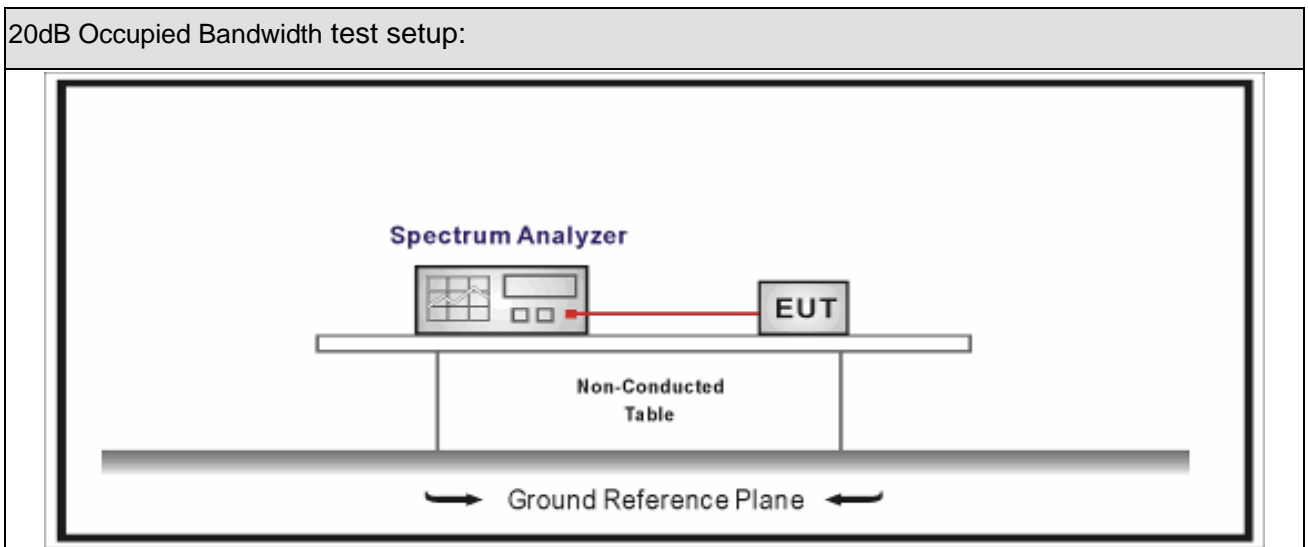 20dB Occupied Bandwidth test setup:
Spectrum Analyzer
EUT
Non-Conducted
Table
Ground Reference Plane